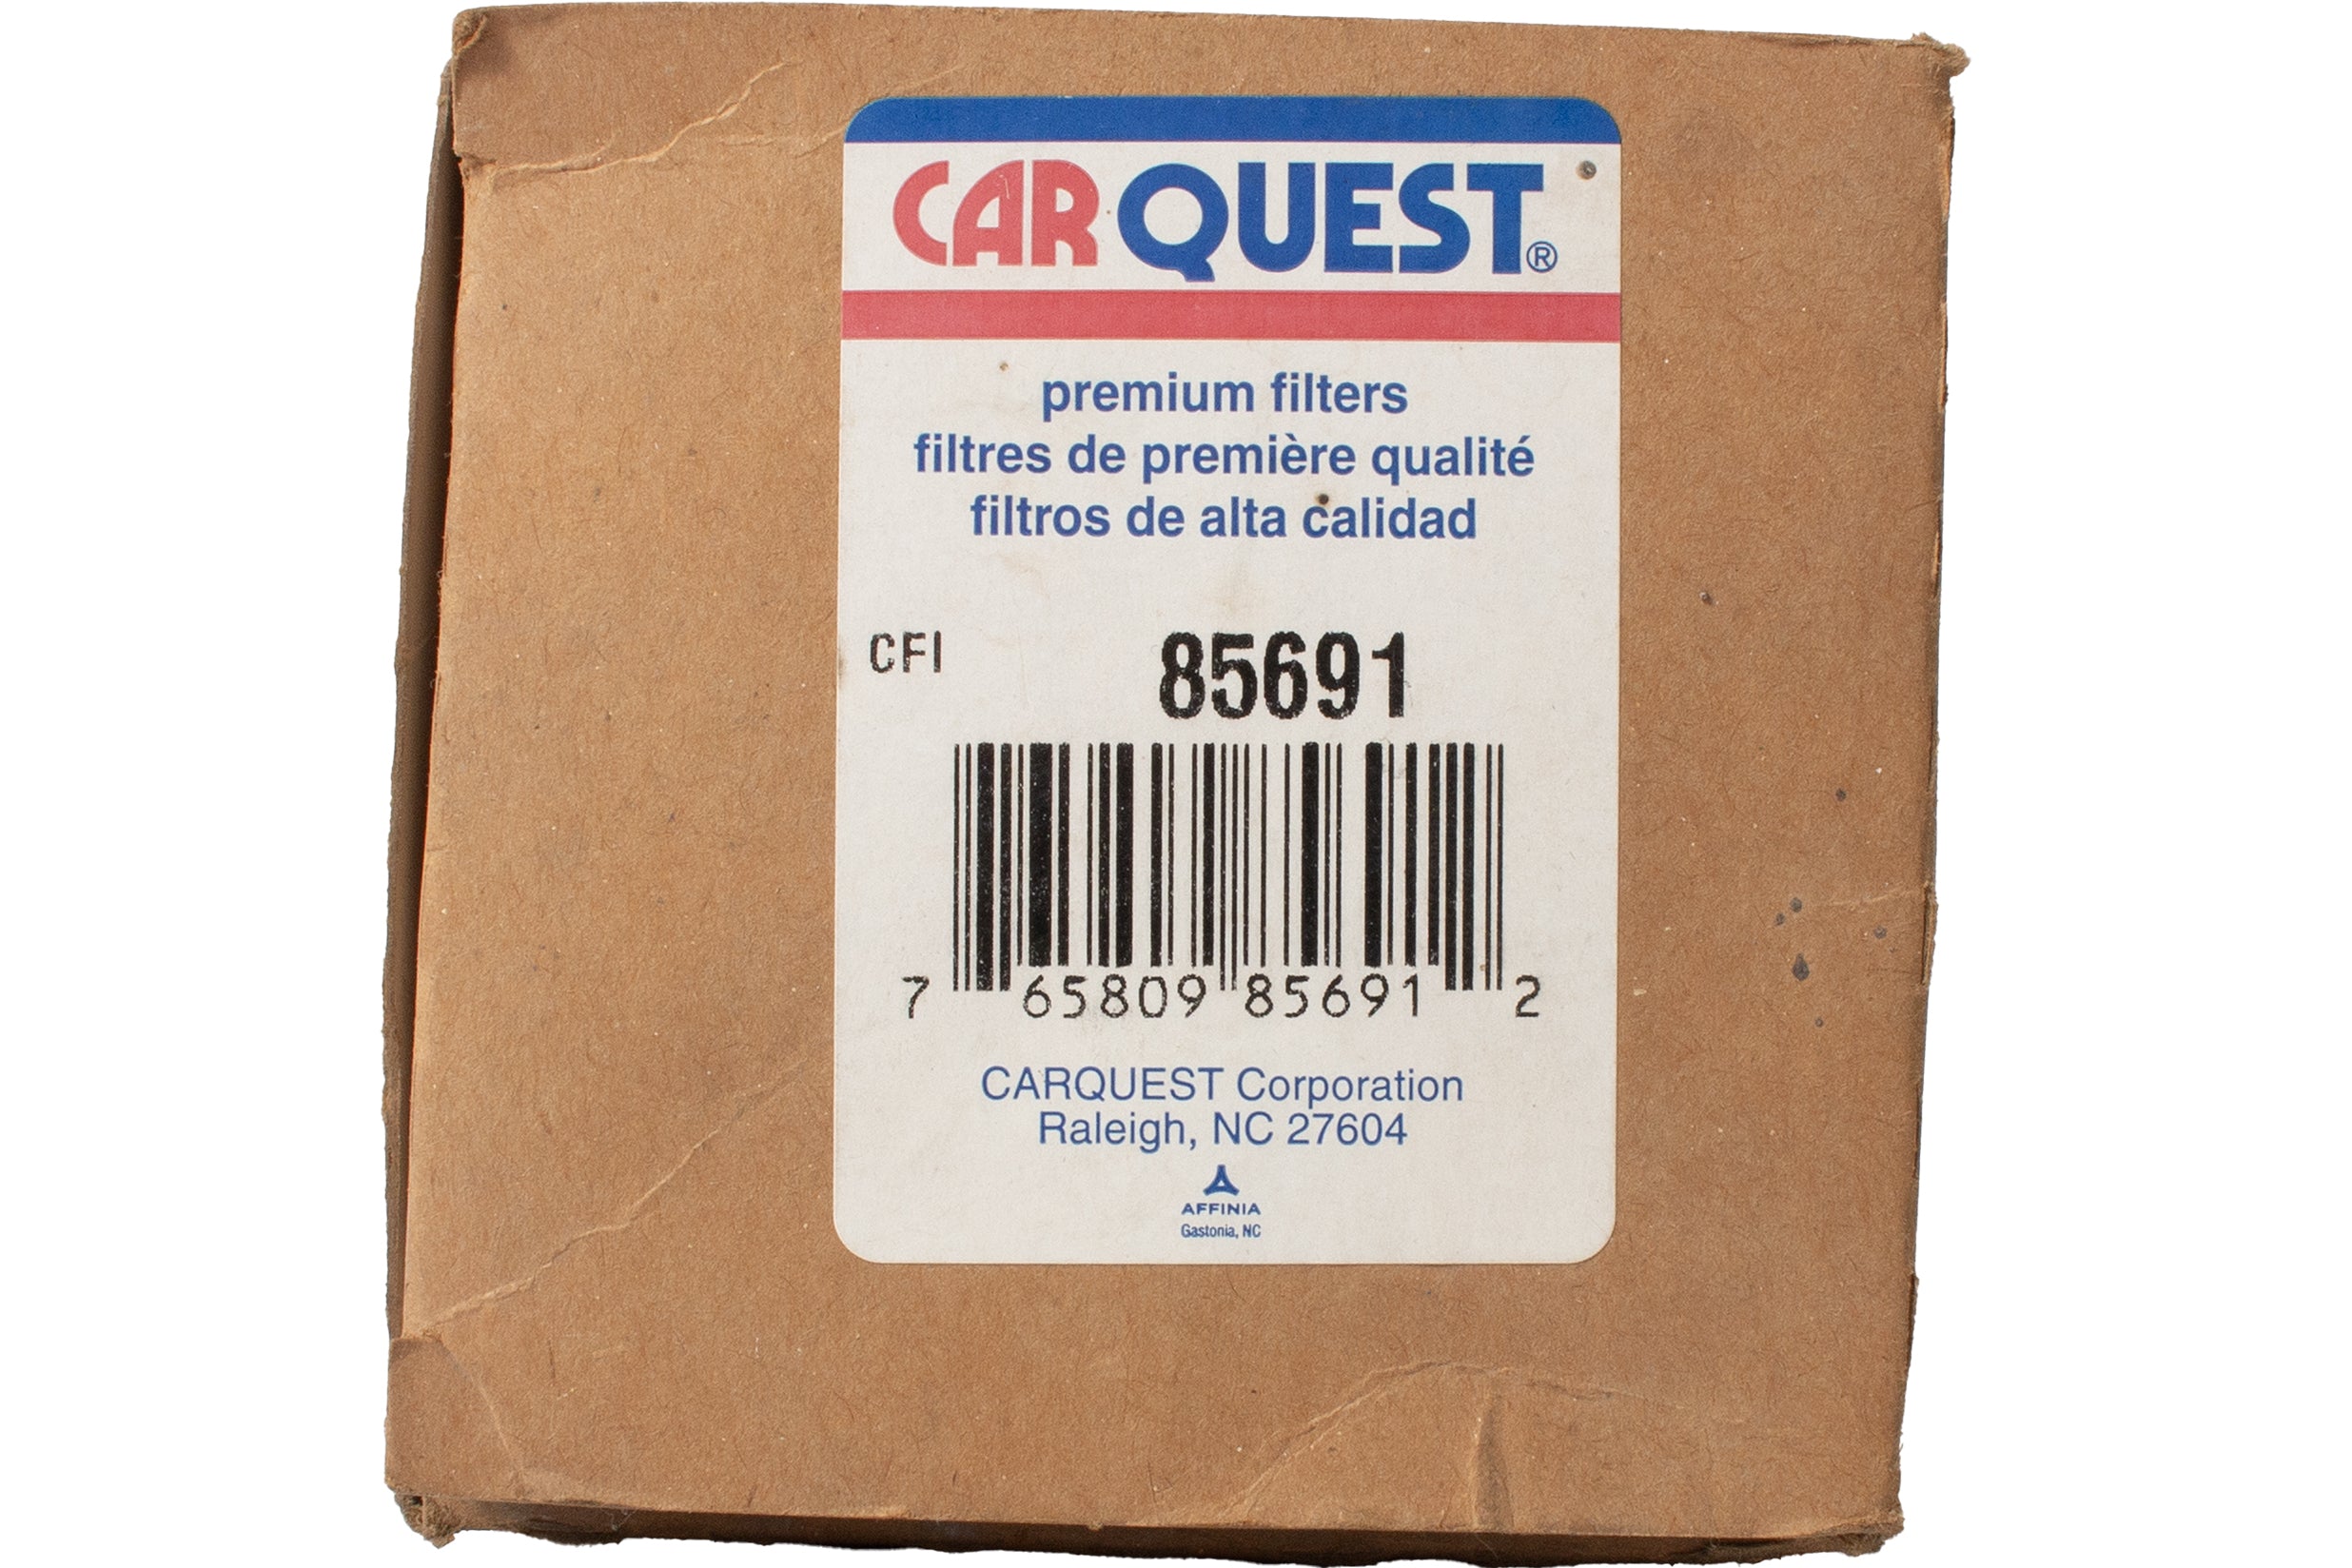 CARQUEST®
premium filters
filtres de première qualité
filtros de alta calidad
CFI 85691
7 65809 85691 2
CARQUEST Corporation
Raleigh, NC 27604
AFFINIA
Gastonia, NC